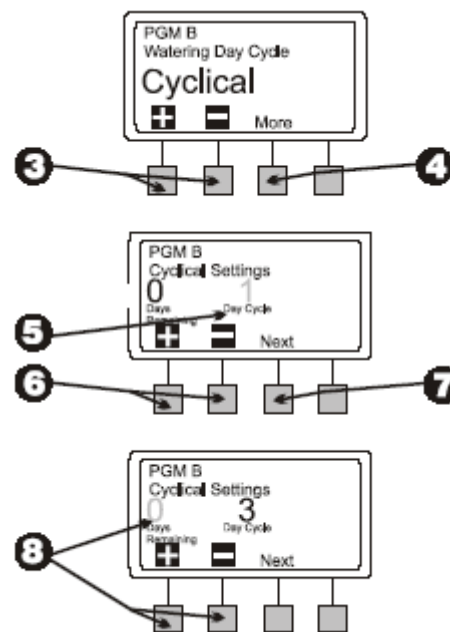 PGM B
Watering Day Cycle
Cyclical
+ - More
3 4
PGM B
Cyclical Settings
0 1
Days Remaining Day Cycle
5
+ - Next
6 7
PGM B
Cyclical Settings
0 3
Days Remaining Day Cycle
8
+ - Next